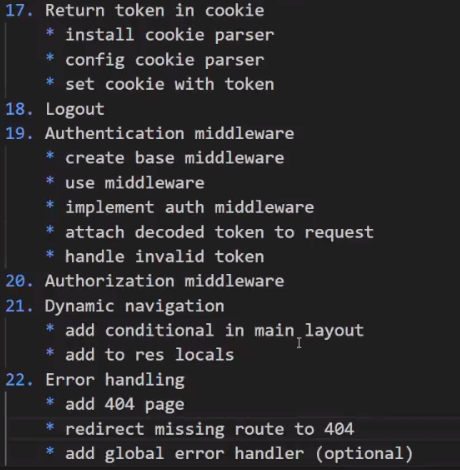 17. Return token in cookie
* install cookie parser
* config cookie parser
* set cookie with token
18. Logout
19. Authentication middleware
* create base middleware
* use middleware
* implement auth middleware
* attach decoded token to request
* handle invalid token
20. Authorization middleware
21. Dynamic navigation
* add conditional in main layout
* add to res locals
22. Error handling
* add 404 page
* redirect missing route to 404
* add global error handler (optional)